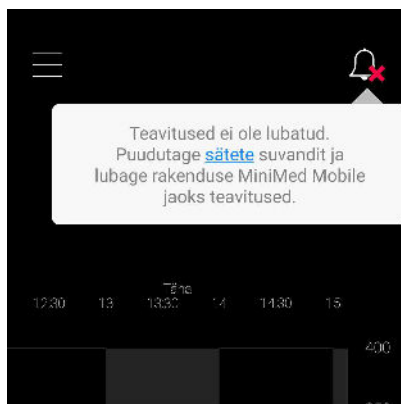 Teavitused ei ole lubatud.
Puudutage sätete suvandit ja
lubage rakenduse MiniMed Mobile
jaoks teavitused.
Täna
12:30 13 13:30 14 14:30 15
400